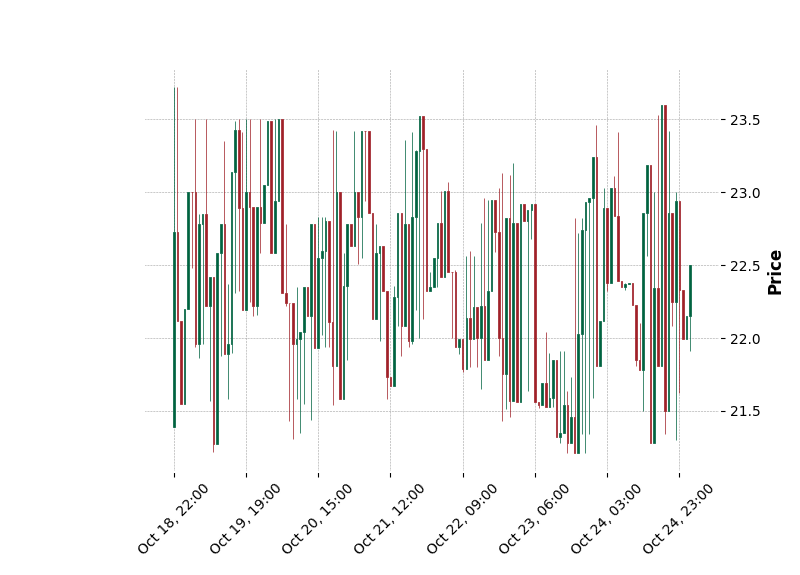 23.5
23.0
22.5
22.0
21.5
Price
Oct 18, 22:00
Oct 19, 19:00
Oct 20, 15:00
Oct 21, 12:00
Oct 22, 09:00
Oct 23, 06:00
Oct 24, 03:00
Oct 24, 23:00